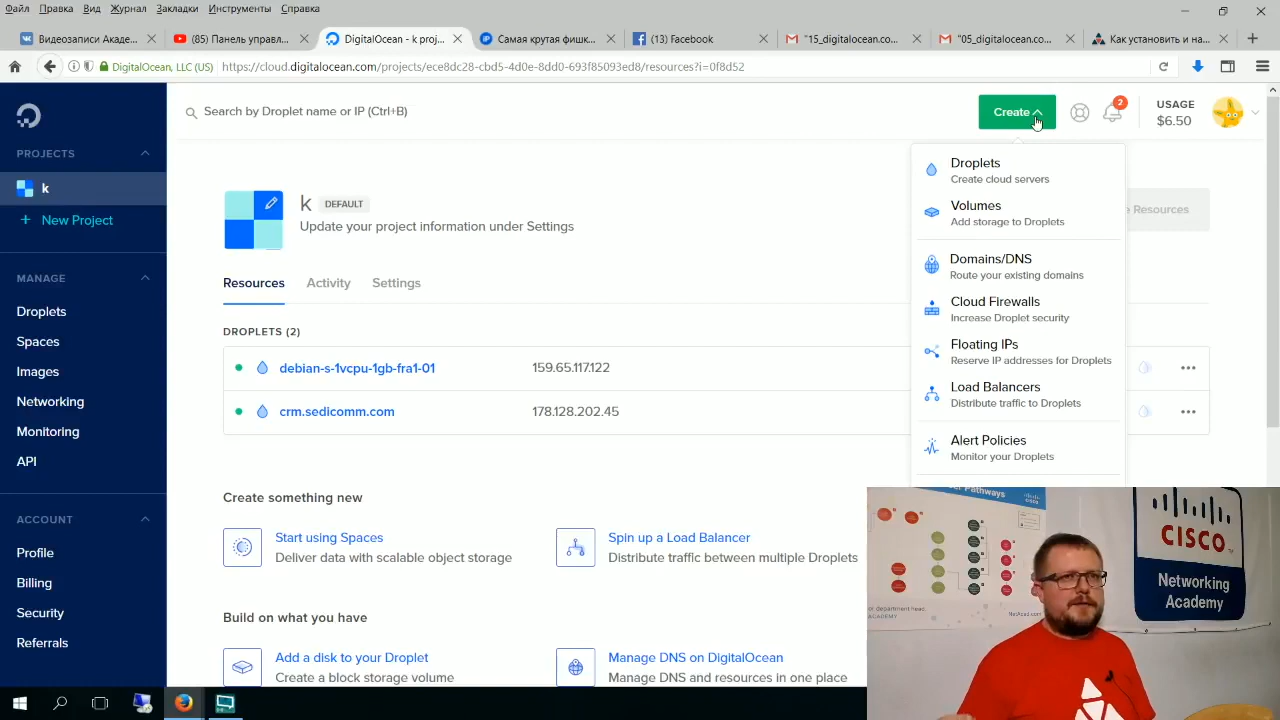 Файл Правка Вид Журнал Закладки Инструменты Справка
Видеозаписи Акаде...
(85) Панель управл...
DigitalOcean - k proj...
Самая крутая фишк...
(13) Facebook
"15_digitalocean.co...
"05_digitalocean.co...
Как установить и на...
DigitalOcean, LLC (US)
https://cloud.digitalocean.com/projects/ece8dc28-cbd5-4d0e-8dd0-693f85093ed8/resources?i=0f8d52
Search by Droplet name or IP (Ctrl+B)
Create
2
USAGE
$6.50
PROJECTS
k
+ New Project
MANAGE
Droplets
Spaces
Images
Networking
Monitoring
API
ACCOUNT
Profile
Billing
Security
Referrals
k DEFAULT
Update your project information under Settings
Resources
Resources Activity Settings
DROPLETS (2)
debian-s-1vcpu-1gb-fra1-01 159.65.117.122
crm.sedicomm.com 178.128.202.45
Create something new
Start using Spaces
Deliver data with scalable object storage
Spin up a Load Balancer
Distribute traffic between multiple Droplets
Build on what you have
Add a disk to your Droplet
Create a block storage volume
Manage DNS on DigitalOcean
Manage DNS and resources in one place
Droplets
Create cloud servers
Volumes
Add storage to Droplets
Domains/DNS
Route your existing domains
Cloud Firewalls
Increase Droplet security
Floating IPs
Reserve IP addresses for Droplets
Load Balancers
Distribute traffic to Droplets
Alert Policies
Monitor your Droplets
Pathways
cisco
CISCO
Networking
Academy
or department head.
NetAcad.com